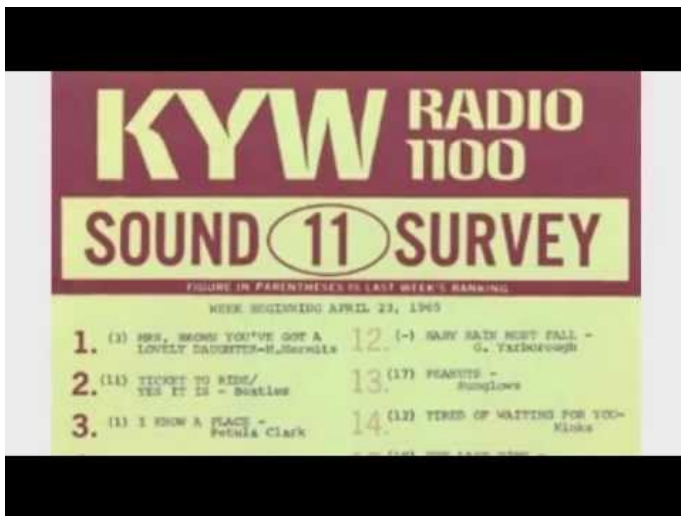 KYW RADIO
1100
SOUND 11 SURVEY
FIGURE IN PARENTHESES IS LAST WEEK'S RANKING
WEEK BEGINNING APRIL 23, 1965
1. (3) MRS. BROWN YOU'VE GOT A
LOVELY DAUGHTER-H.Hermits
2. (11) TICKET TO RIDE/
YES IT IS - Beatles
3. (1) I KNOW A PLACE -
Petula Clark
12. (-) BABY RAIN MUST FALL -
G. Yarborough
13. (17) PEANUTS -
Sunglows
14. (12) TIRED OF WAITING FOR YOU-
Kinks